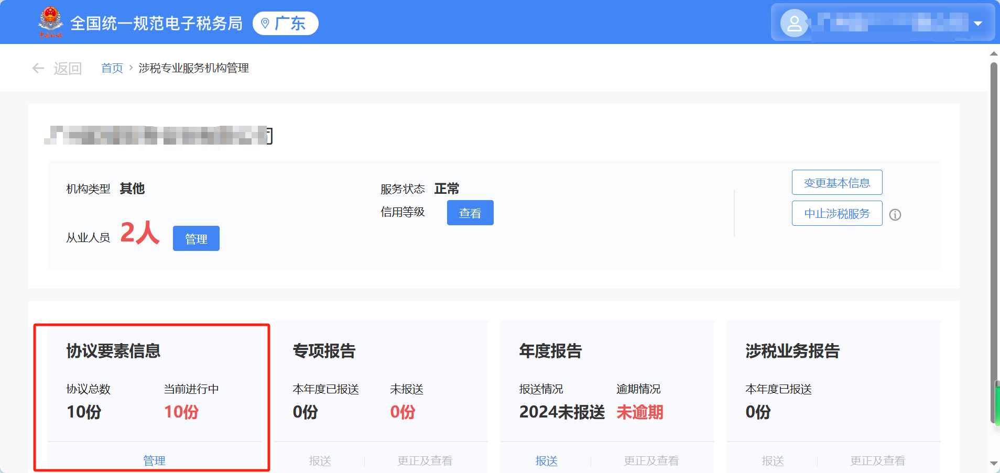 全国统一规范电子税务局 广东
返回 首页 > 涉税专业服务机构管理
机构类型 其他
服务状态 正常
变更基本信息
信用等级 查看
中止涉税服务
从业人员 2人 管理
协议要素信息
协议总数 当前进行中
10份 10份
管理
专项报告
本年度已报送 未报送
0份 0份
报送 更正及查看
年度报告
报送情况 逾期情况
2024未报送 未逾期
报送 更正及查看
涉税业务报告
本年度已报送
0份
报送 更正及查看